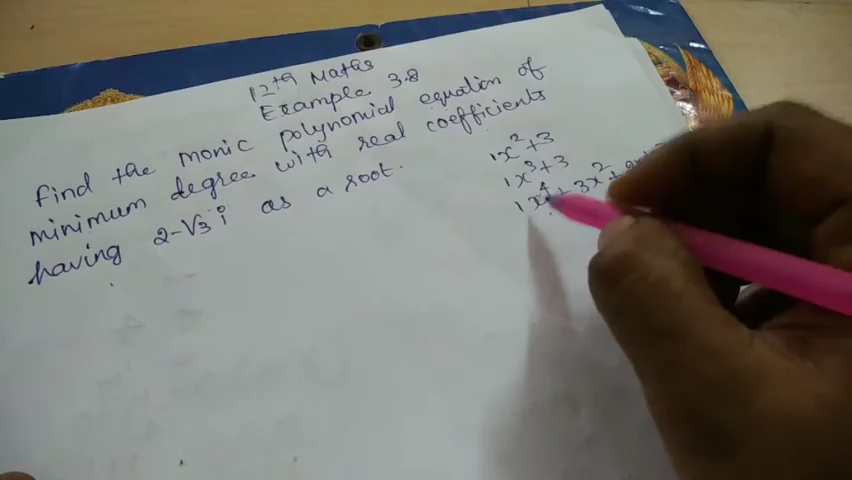 12th Maths
Example 3.8
Find the monic polynomial equation of
minimum degree with real coefficients
having 2-√3 i as a root.
1x² + 3
1x³ + 3
1x⁴ + 3x² +